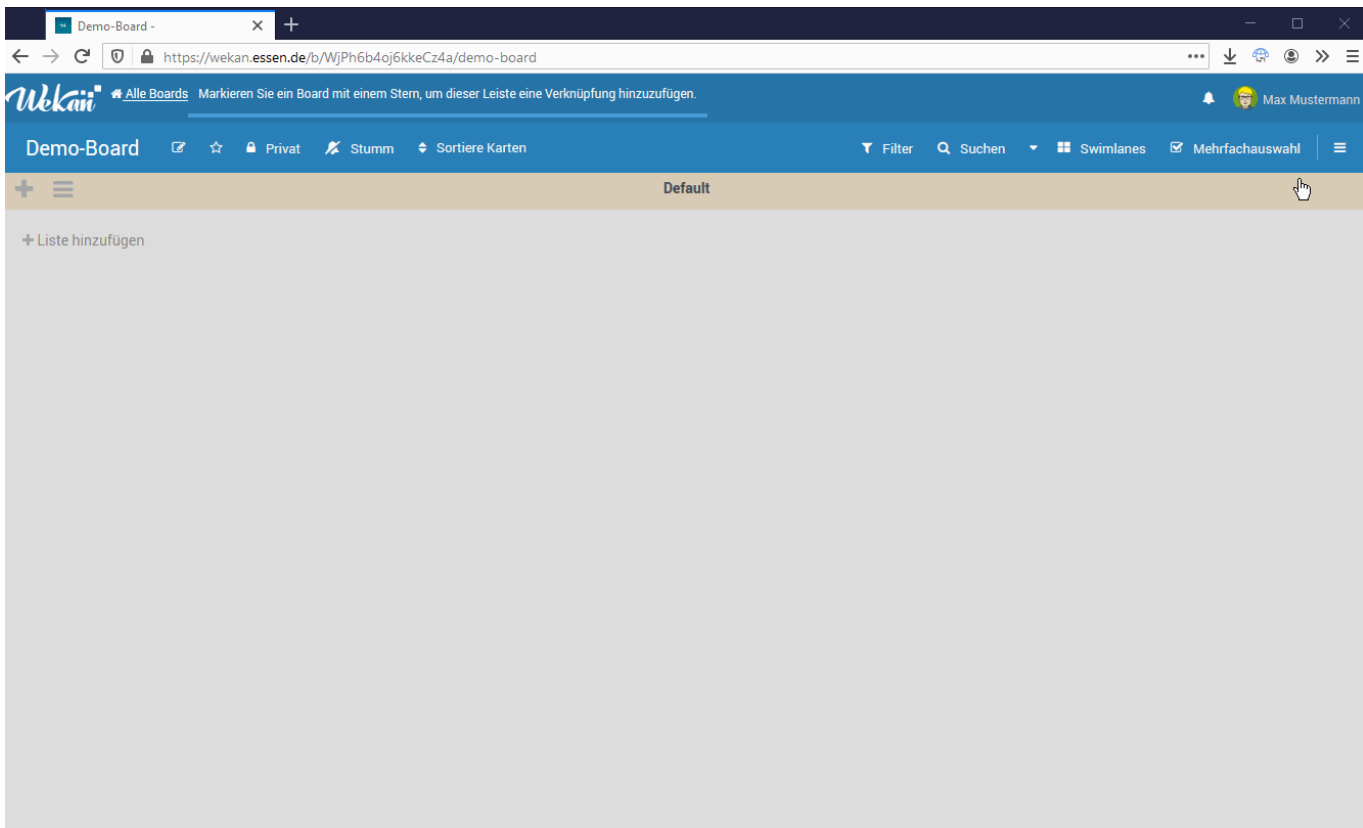 Demo-Board -
https://wekan.essen.de/b/WjPh6b4oj6kkeCz4a/demo-board
Wekan Alle Boards Markieren Sie ein Board mit einem Stern, um dieser Leiste eine Verknüpfung hinzuzufügen. Max Mustermann
Demo-Board Privat Stumm Sortiere Karten Filter Suchen Swimlanes Mehrfachauswahl
Default
Liste hinzufügen